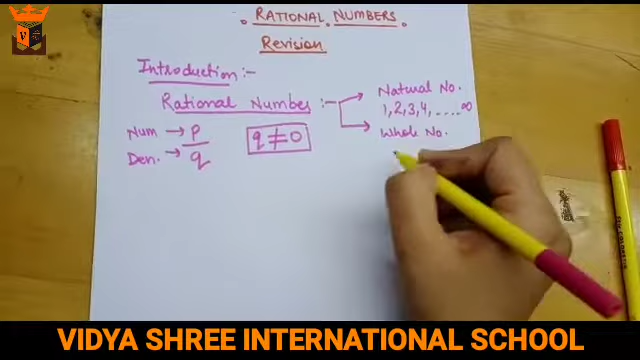 . RATIONAL NUMBERS .
Revision
Introduction :-
Rational Number :-
Natural No.
1,2,3,4, ..... ∞
Whole No.
Num → p
Den. → q
q ≠ 0
VIDYA SHREE INTERNATIONAL SCHOOL